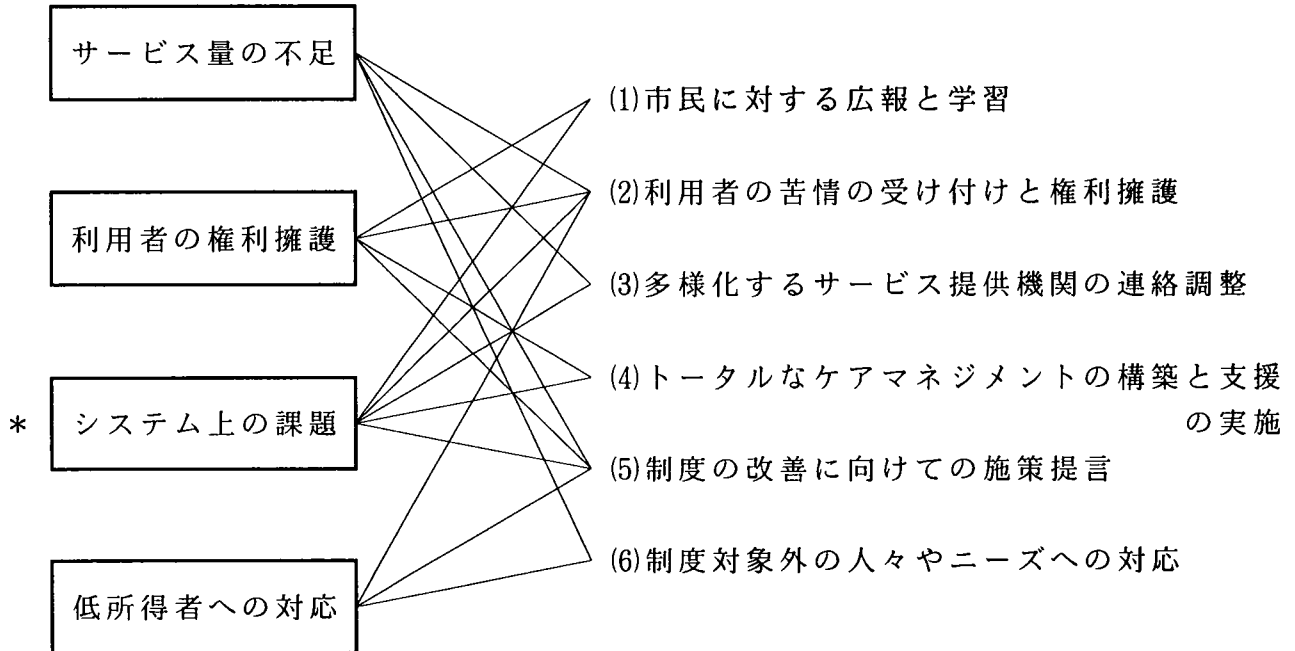 サービス量の不足
(1)市民に対する広報と学習
(2)利用者の苦情の受け付けと権利擁護
利用者の権利擁護
(3)多様化するサービス提供機関の連絡調整
(4)トータルなケアマネジメントの構築と支援
の実施
* システム上の課題
(5)制度の改善に向けての施策提言
(6)制度対象外の人々やニーズへの対応
低所得者への対応